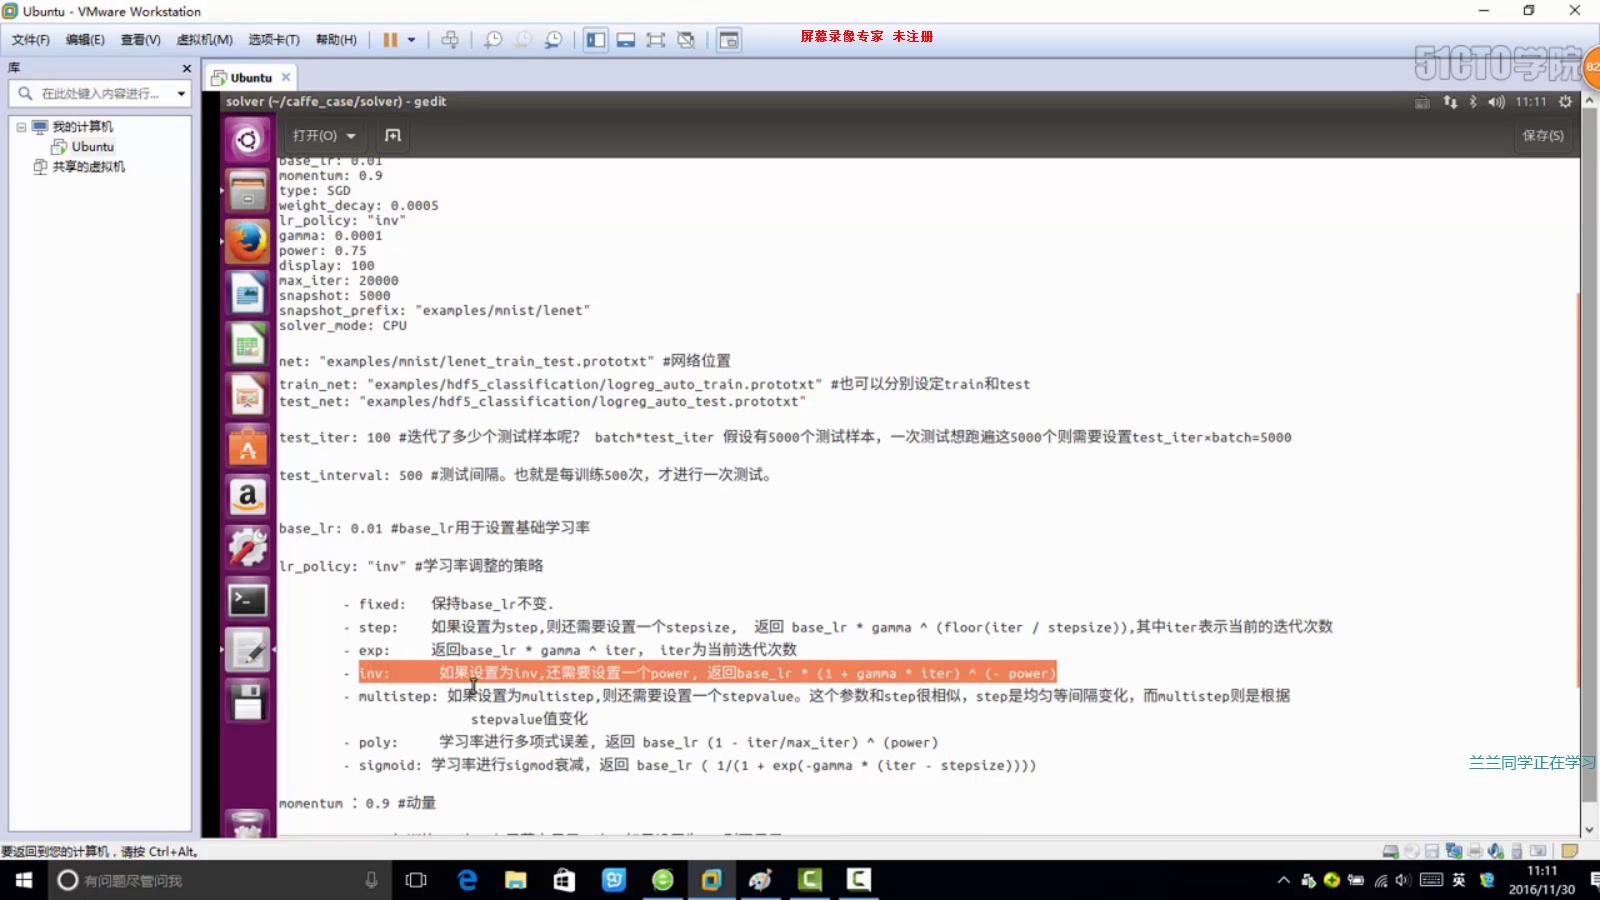 Ubuntu - VMware Workstation
文件(F) 编辑(E) 查看(V) 虚拟机(M) 选项卡(T) 帮助(H)
屏幕录像专家 未注册
51CTO学院
82
库
Ubuntu
在此处键入内容进行...
我的计算机
Ubuntu
共享的虚拟机
solver (~/caffe_case/solver) - gedit
11:11
打开(O)
保存(S)
base_lr: 0.01
momentum: 0.9
type: SGD
weight_decay: 0.0005
lr_policy: "inv"
gamma: 0.0001
power: 0.75
display: 100
max_iter: 20000
snapshot: 5000
snapshot_prefix: "examples/mnist/lenet"
solver_mode: CPU
net: "examples/mnist/lenet_train_test.prototxt" #网络位置
train_net: "examples/hdf5_classification/logreg_auto_train.prototxt" #也可以分别设定train和test
test_net: "examples/hdf5_classification/logreg_auto_test.prototxt"
test_iter: 100 #迭代了多少个测试样本呢? batch*test_iter 假设有5000个测试样本，一次测试想跑遍这5000个则需要设置test_iter×batch=5000
test_interval: 500 #测试间隔。也就是每训练500次，才进行一次测试。
base_lr: 0.01 #base_lr用于设置基础学习率
lr_policy: "inv" #学习率调整的策略
- fixed: 保持base_lr不变.
- step: 如果设置为step,则还需要设置一个stepsize, 返回 base_lr * gamma ^ (floor(iter / stepsize)),其中iter表示当前的迭代次数
- exp: 返回base_lr * gamma ^ iter, iter为当前迭代次数
- inv: 如果设置为inv,还需要设置一个power, 返回base_lr * (1 + gamma * iter) ^ (- power)
- multistep: 如果设置为multistep,则还需要设置一个stepvalue。这个参数和step很相似，step是均匀等间隔变化，而multistep则是根据
stepvalue值变化
- poly: 学习率进行多项式误差, 返回 base_lr (1 - iter/max_iter) ^ (power)
- sigmoid: 学习率进行sigmod衰减，返回 base_lr ( 1/(1 + exp(-gamma * (iter - stepsize))))
momentum ：0.9 #动量
兰兰同学正在学习
要返回到您的计算机，请按 Ctrl+Alt。
有问题尽管问我
英
11:11
2016/11/30